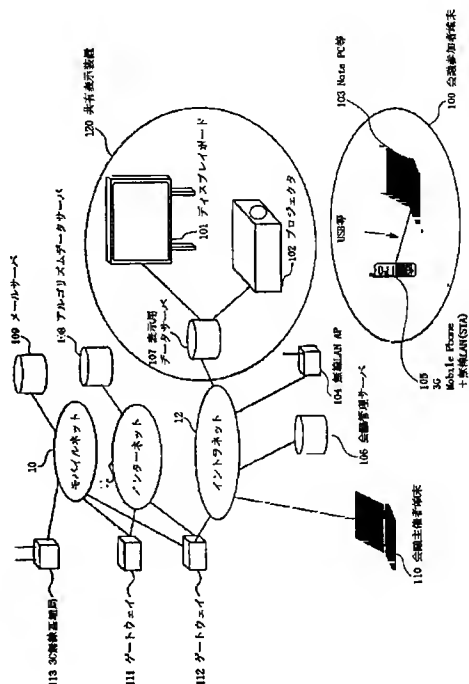 109 メールサーバ
108 アルゴリズムデータサーバ
120 共有表示装置
10
モバイルネット
インターネット
12
イントラネット
113 3G無線基地局
111 ゲートウェイ
112 ゲートウェイ
101 ディスプレイボード
107 表示用
データサーバ
102 プロジェクタ
104 無線LAN AP
106 会議管理サーバ
110 会議主催者端末
USB等
103 Note PC等
100 会議参加者端末
105
3G
Mobile Phone
+無線LAN(STA)